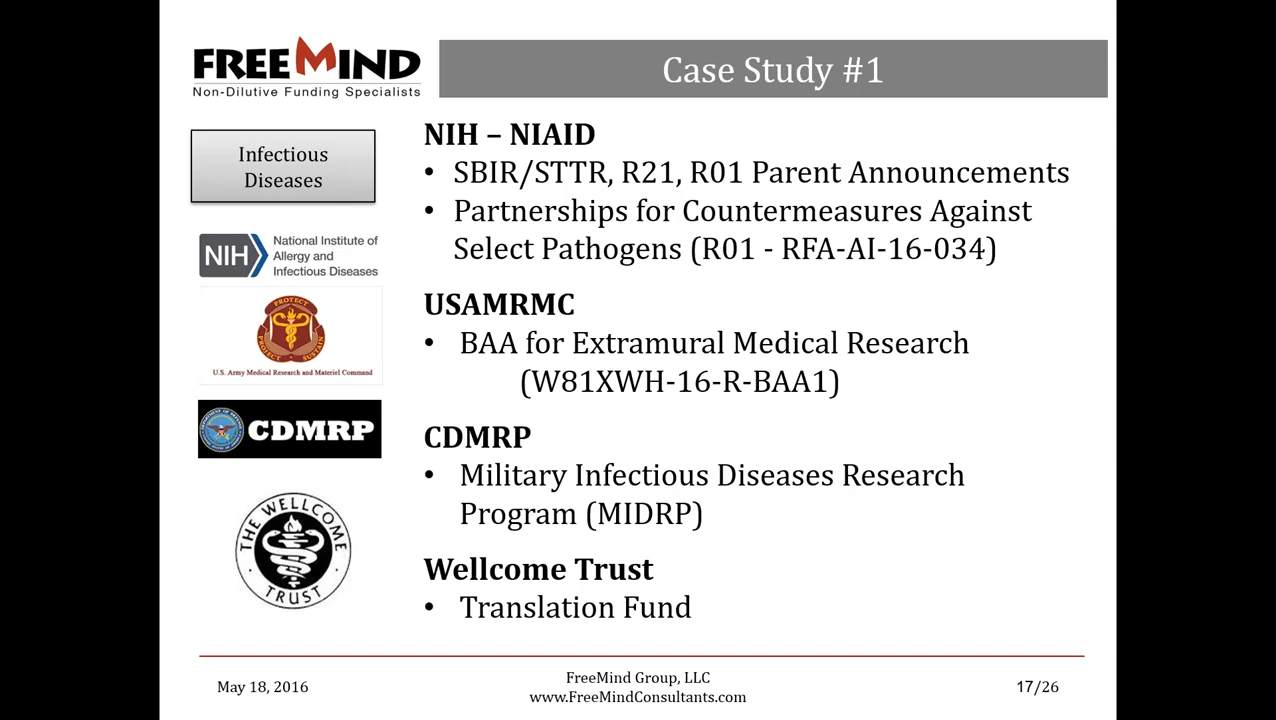 FREEMIND
Non-Dilutive Funding Specialists
Case Study #1
Infectious
Diseases
NIH
National Institute of
Allergy and
Infectious Diseases
PROTECT
PROJECT
SUSTAIN
U.S. Army Medical Research and Materiel Command
CDMRP
THE WELLCOME
TRUST
NIH – NIAID
• SBIR/STTR, R21, R01 Parent Announcements
• Partnerships for Countermeasures Against
Select Pathogens (R01 - RFA-AI-16-034)
USAMRMC
• BAA for Extramural Medical Research
(W81XWH-16-R-BAA1)
CDMRP
• Military Infectious Diseases Research
Program (MIDRP)
Wellcome Trust
• Translation Fund
May 18, 2016
FreeMind Group, LLC
www.FreeMindConsultants.com
17/26